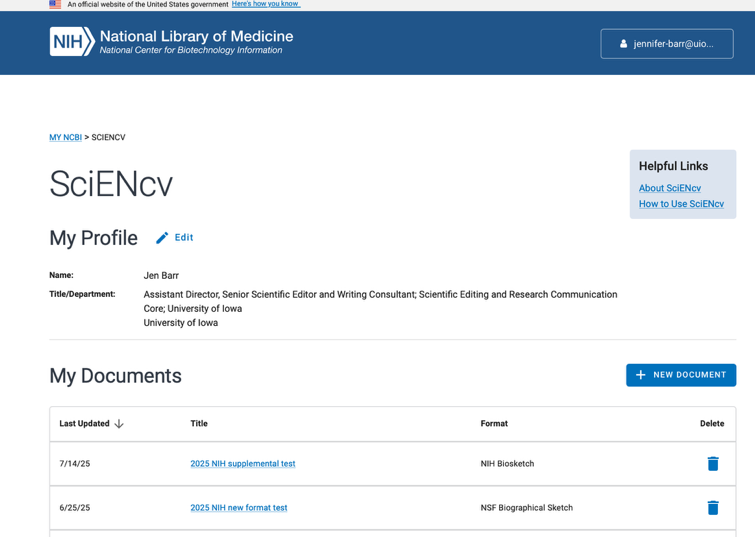 An official website of the United States government Here's how you know
NIH National Library of Medicine
National Center for Biotechnology Information
jennifer-barr@uio...
MY NCBI > SCIENCV
SciENcv
Helpful Links
About SciENcv
How to Use SciENcv
My Profile Edit
Name: Jen Barr
Title/Department: Assistant Director, Senior Scientific Editor and Writing Consultant; Scientific Editing and Research Communication
Core; University of Iowa
University of Iowa
My Documents
+ NEW DOCUMENT
Last Updated Title Format Delete
7/14/25 2025 NIH supplemental test NIH Biosketch
6/25/25 2025 NIH new format test NSF Biographical Sketch